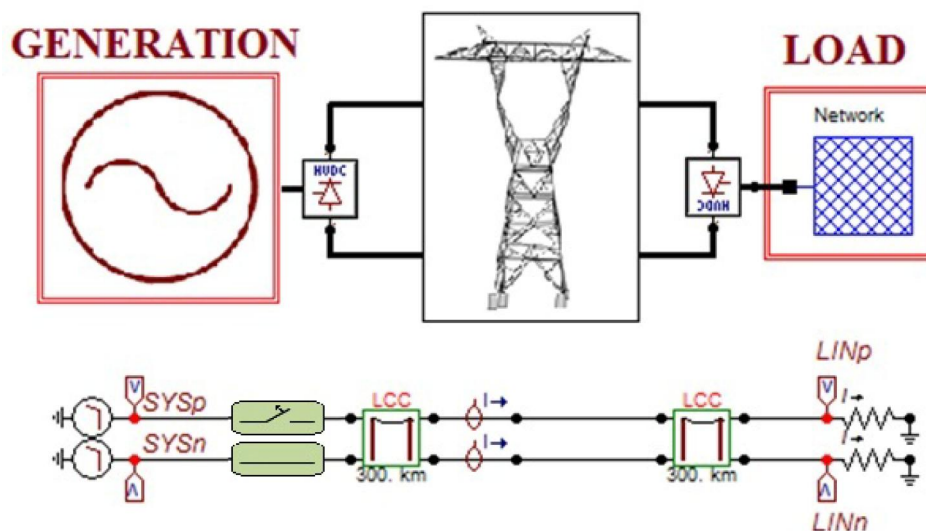 GENERATION
LOAD
Network
HVDC
HVDC
LINp
V
SYSp
LCC
I
LCC
V
I
SYSn
I
I
V
300. km
300. km
V
LINn